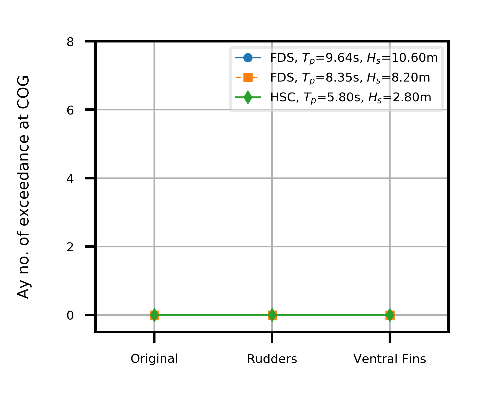 Ay no. of exceedance at COG
8
6
4
2
0
FDS, Tp=9.64s, Hs=10.60m
FDS, Tp=8.35s, Hs=8.20m
HSC, Tp=5.80s, Hs=2.80m
Original Rudders Ventral Fins